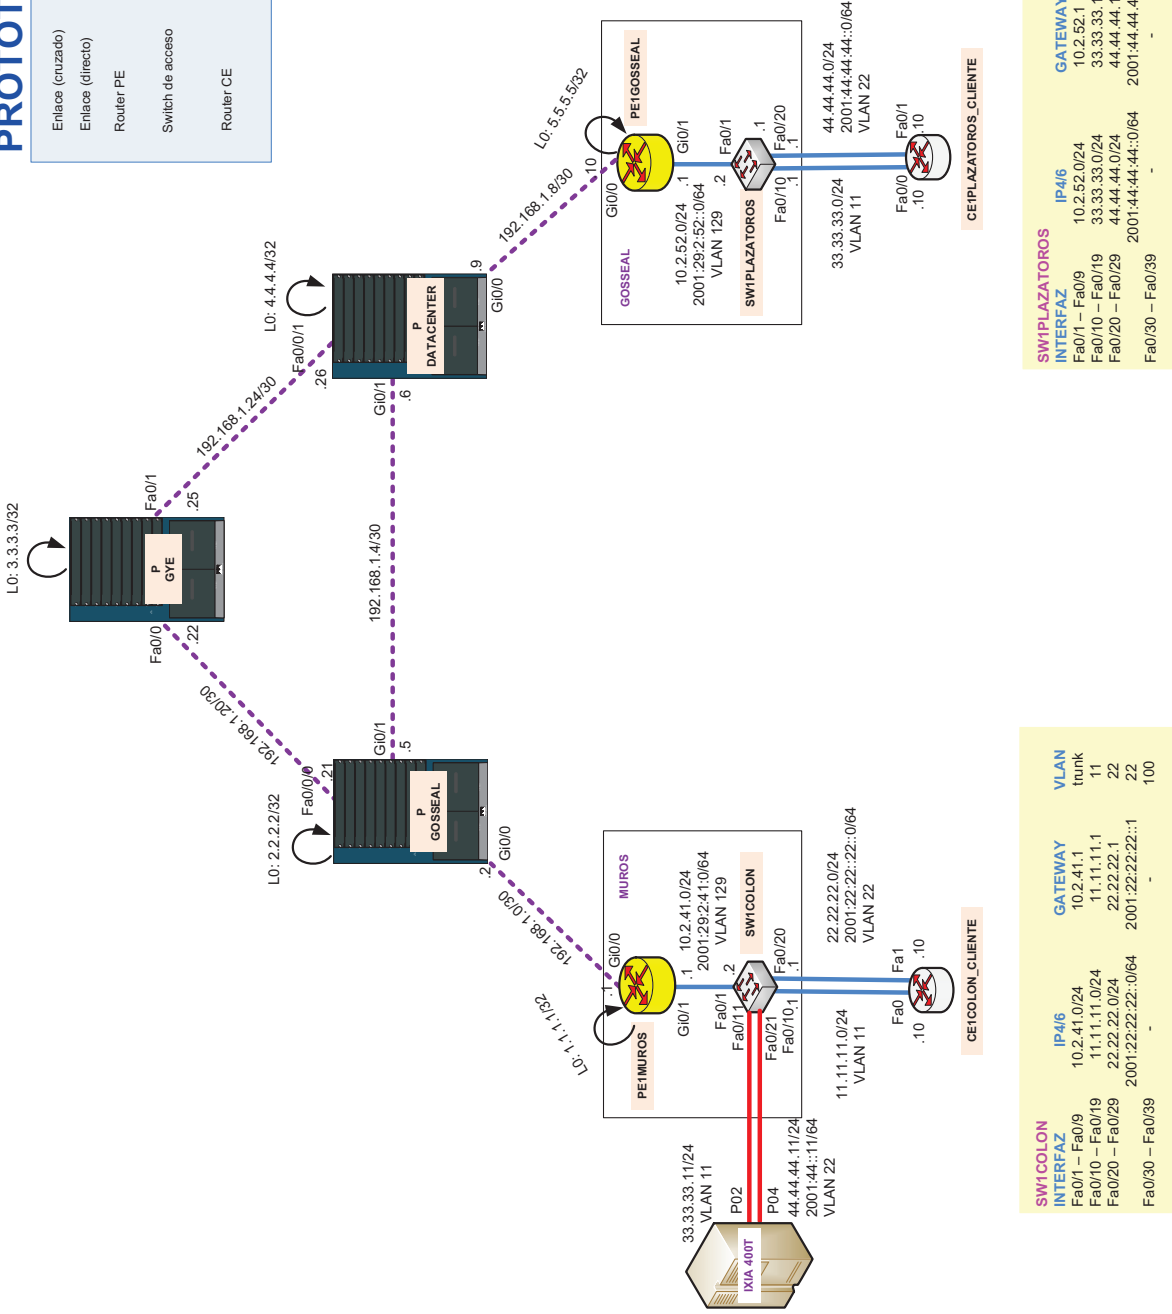 PROTOT
Enlace (cruzado)
Enlace (directo)
Router PE
Switch de acceso
Router CE
L0: 3.3.3.3/32
P
GYE
Fa0/0
.22
Fa0/1
.25
192.168.1.20/30
192.168.1.24/30
L0: 2.2.2.2/32
Fa0/0/0
.21
P
GOSSEAL
Gi0/1
.5
.2
Gi0/0
192.168.1.4/30
L0: 4.4.4.4/32
Fa0/0/1
.26
P
DATACENTER
Gi0/1
.6
.9
Gi0/0
192.168.1.0/30
192.168.1.8/30
L0: 1.1.1.1/32
.1
Gi0/0
PE1MUROS
MUROS
Gi0/1
.1
10.2.41.0/24
2001:29:2:41:0/64
VLAN 129
Fa0/1
.2
SW1COLON
Fa0/11
Fa0/21
Fa0/10
.1
Fa0/20
.1
33.33.33.11/24
VLAN 11
P02
IXIA 400T
P04
44.44.44.11/24
2001:44::11/64
VLAN 22
11.11.11.0/24
VLAN 11
22.22.22.0/24
2001:22:22::22::0/64
VLAN 22
Fa0
.10
Fa1
.10
CE1COLON_CLIENTE
L0: 5.5.5.5/32
.10
Gi0/0
PE1GOSSEAL
GOSSEAL
.1
Gi0/1
10.2.52.0/24
2001:29:2:52::0/64
VLAN 129
.2
Fa0/1
SW1PLAZATOROS
Fa0/10
.1
Fa0/20
.1
.1
33.33.33.0/24
VLAN 11
44.44.44.0/24
2001:44:44:44::0/64
VLAN 22
Fa0/0
.10
Fa0/1
.10
CE1PLAZATOROS_CLIENTE
SW1COLON
INTERFAZ IP4/6 GATEWAY VLAN
Fa0/1 – Fa0/9 10.2.41.0/24 10.2.41.1 trunk
Fa0/10 – Fa0/19 11.11.11.0/24 11.11.11.1 11
Fa0/20 – Fa0/29 22.22.22.0/24 22.22.22.1 22
2001:22:22:22::0/64 2001:22:22:22::1 22
Fa0/30 – Fa0/39 - - 100
SW1PLAZATOROS
INTERFAZ IP4/6 GATEWAY
Fa0/1 – Fa0/9 10.2.52.0/24 10.2.52.1
Fa0/10 – Fa0/19 33.33.33.0/24 33.33.33.1
Fa0/20 – Fa0/29 44.44.44.0/24 44.44.44.1
2001:44:44:44::0/64 2001:44:44:4
Fa0/30 – Fa0/39 - -